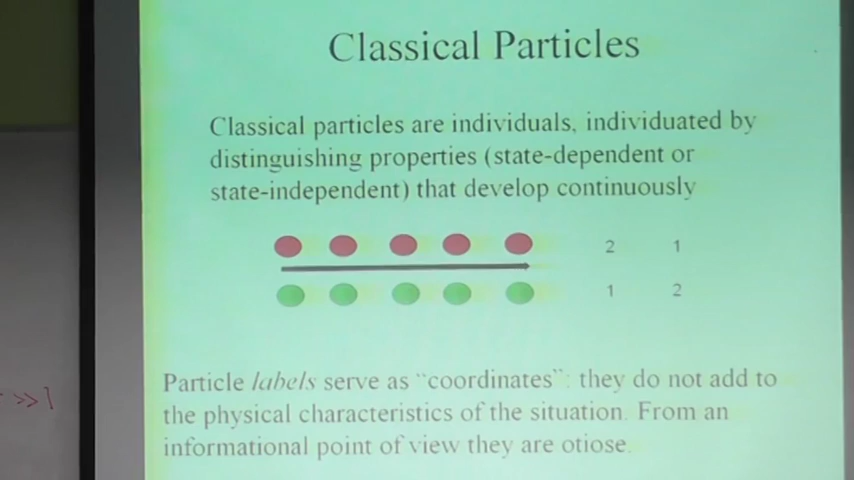 Classical Particles
Classical particles are individuals, individuated by
distinguishing properties (state-dependent or
state-independent) that develop continuously
2 1
1 2
Particle labels serve as “coordinates”: they do not add to
the physical characteristics of the situation. From an
informational point of view they are otiose.
>>1